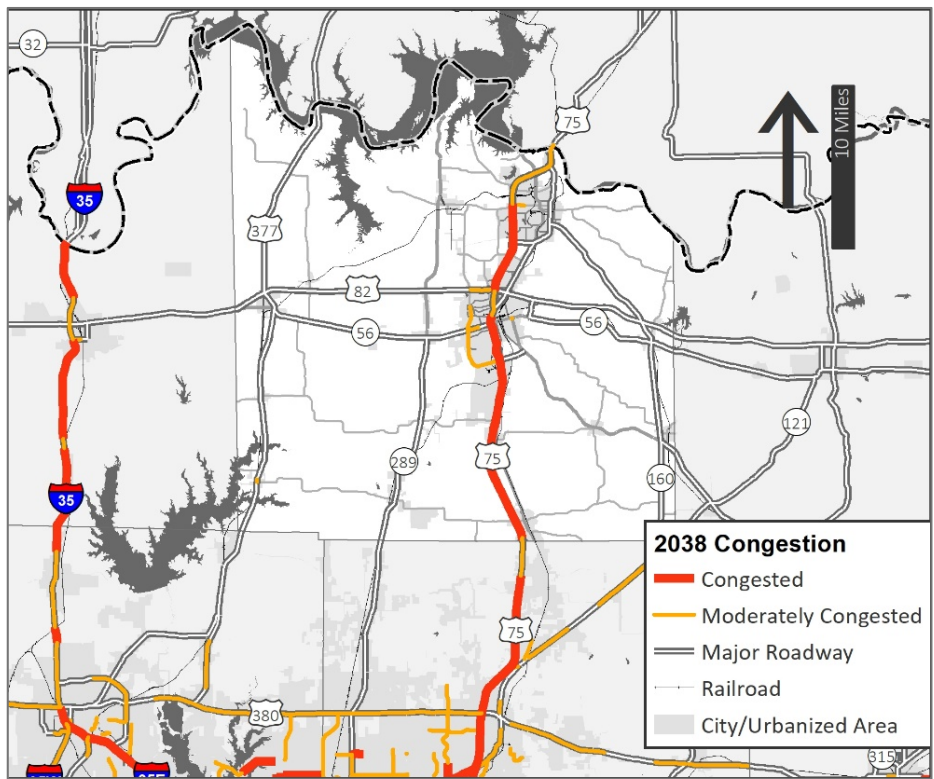 32
75
10 Miles
35
377
82
56
56
121
289
75
160
35
2038 Congestion
Congested
Moderately Congested
Major Roadway
Railroad
City/Urbanized Area
75
380
315